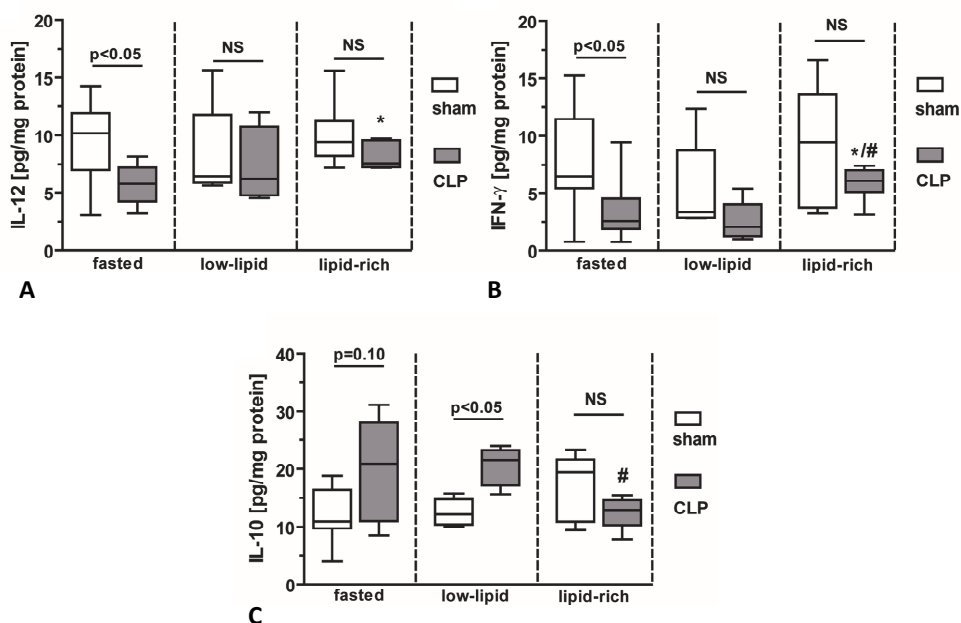 IL-12 [pg/mg protein]
20
15
10
5
0
p<0.05
NS
NS
*
sham
CLP
fasted
low-lipid
lipid-rich
A
IFN-γ [pg/mg protein]
20
15
10
5
0
p<0.05
NS
NS
*/#
sham
CLP
fasted
low-lipid
lipid-rich
B
IL-10 [pg/mg protein]
40
30
20
10
0
p=0.10
p<0.05
NS
#
sham
CLP
fasted
low-lipid
lipid-rich
C